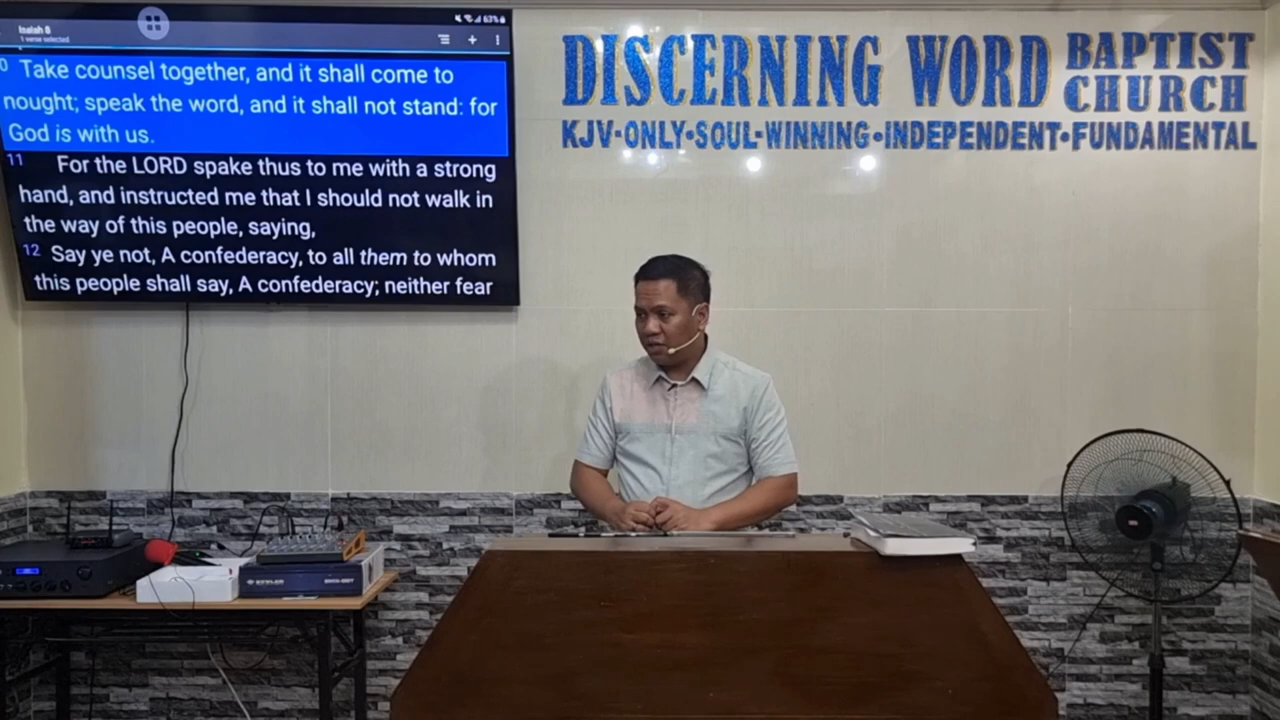 Isaiah 8
1 verse selected
63%
0 Take counsel together, and it shall come to
nought; speak the word, and it shall not stand: for
God is with us.
11 For the LORD spake thus to me with a strong
hand, and instructed me that I should not walk in
the way of this people, saying,
12 Say ye not, A confederacy, to all them to whom
this people shall say, A confederacy; neither fear
DISCERNING WORD BAPTIST
CHURCH
KJV-ONLY•SOUL-WINNING•INDEPENDENT•FUNDAMENTAL